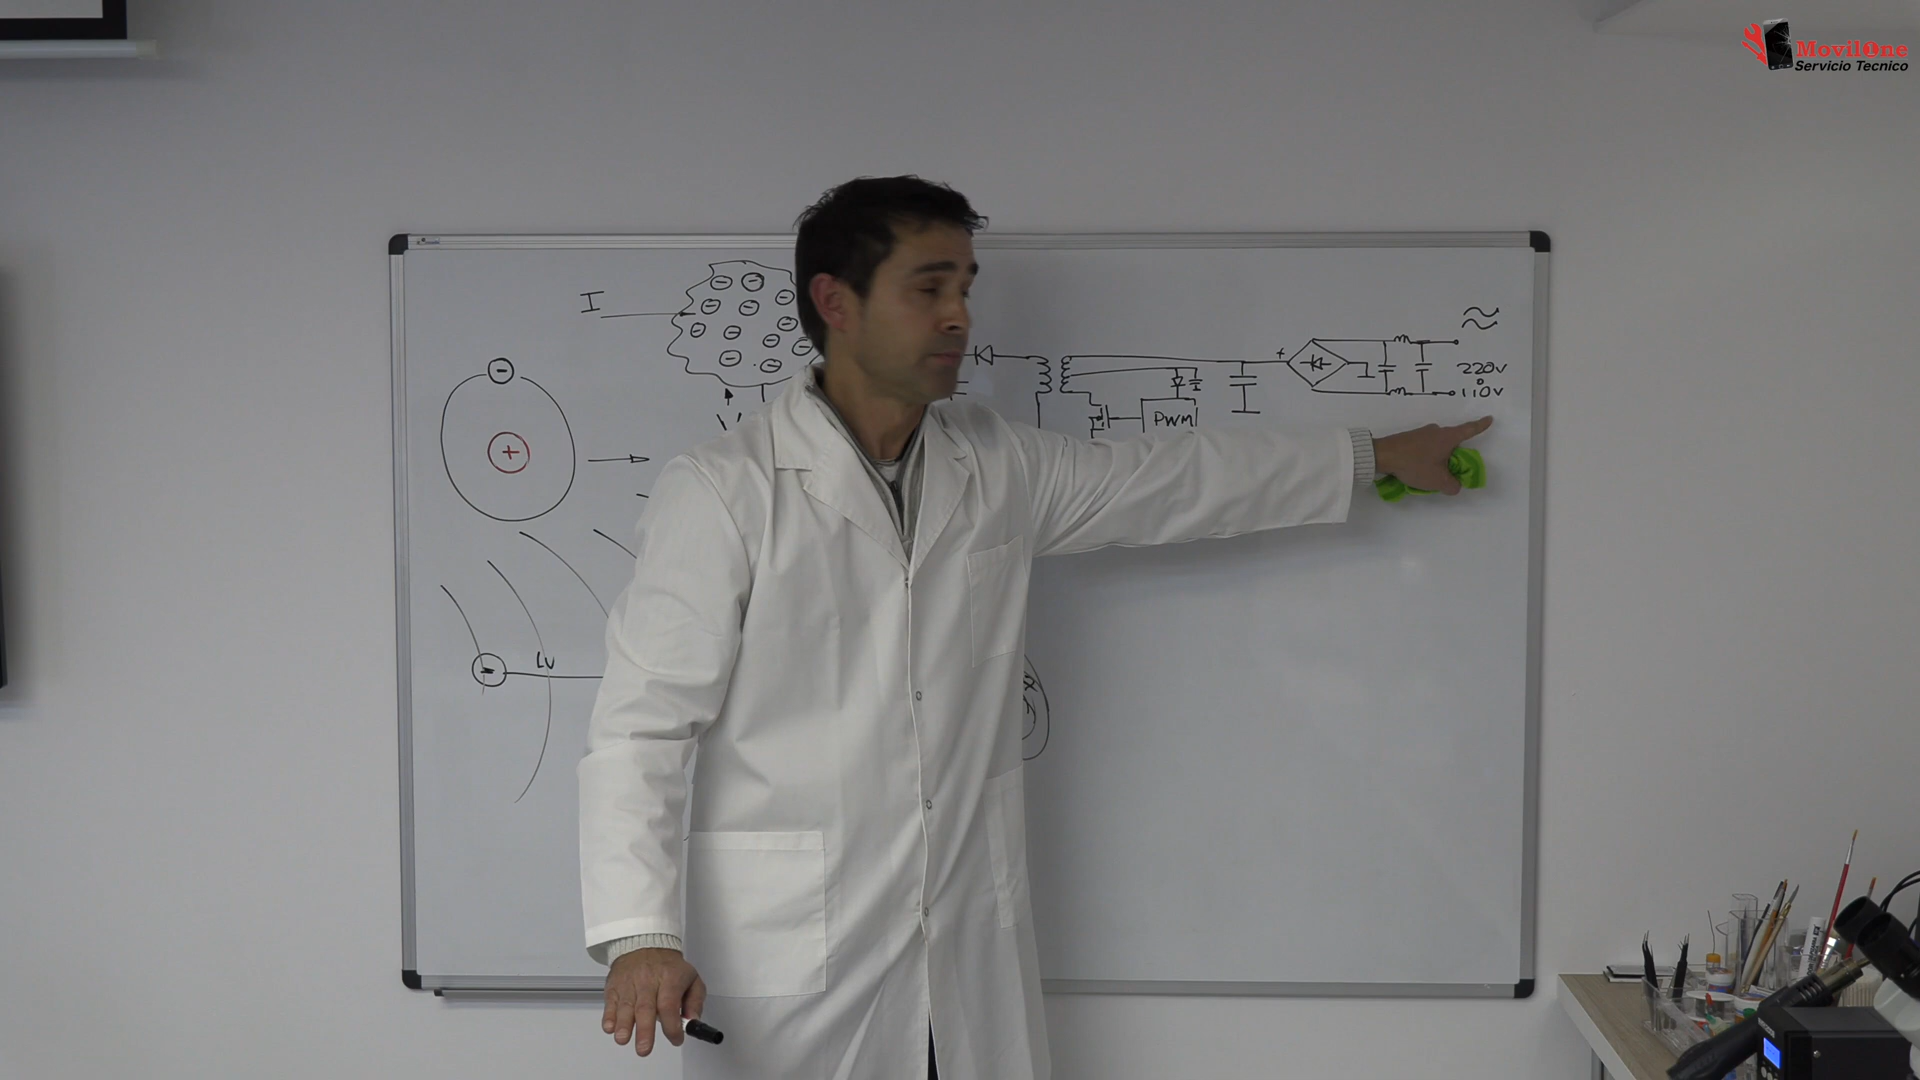 MovilOne
Servicio Tecnico
I
220v
o
110v
PWM
+
LV